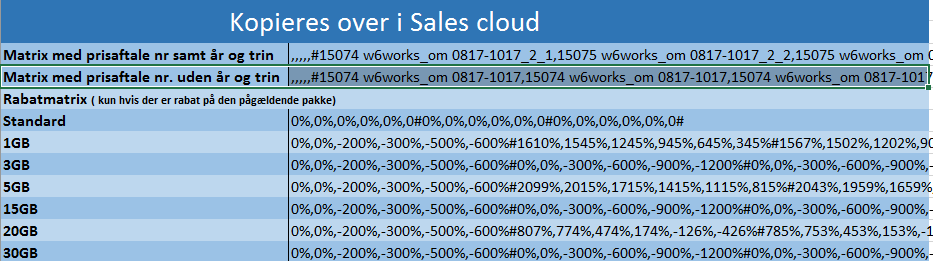 Kopieres over i Sales cloud
Matrix med prisaftale nr samt år og trin ,,,,,#15074 w6works_om 0817-1017_2_1,15075 w6works_om 0817-1017_2_2,15075 w6works_om
Matrix med prisaftale nr. uden år og trin ,,,,,#15074 w6works_om 0817-1017,15074 w6works_om 0817-1017,15074 w6works_om 0817-101
Rabatmatrix ( kun hvis der er rabat på den pågældende pakke)
Standard 0%,0%,0%,0%,0%,0#0%,0%,0%,0%,0%,0%,0#0%,0%,0%,0%,0%,0#
1GB 0%,0%,-200%,-300%,-500%,-600%#1610%,1545%,1245%,945%,645%,345%#1567%,1502%,1202%,90
3GB 0%,0%,-200%,-300%,-500%,-600%#0%,0%,-300%,-600%,-900%,-1200%#0%,0%,-300%,-600%,-900%,-
5GB 0%,0%,-200%,-300%,-500%,-600%#2099%,2015%,1715%,1415%,1115%,815%#2043%,1959%,1659%,
15GB 0%,0%,-200%,-300%,-500%,-600%#0%,0%,-300%,-600%,-900%,-1200%#0%,0%,-300%,-600%,-900%,-
20GB 0%,0%,-200%,-300%,-500%,-600%#807%,774%,474%,174%,-126%,-426%#785%,753%,453%,153%,-1
30GB 0%,0%,-200%,-300%,-500%,-600%#0%,0%,-300%,-600%,-900%,-1200%#0%,0%,-300%,-600%,-900%,-